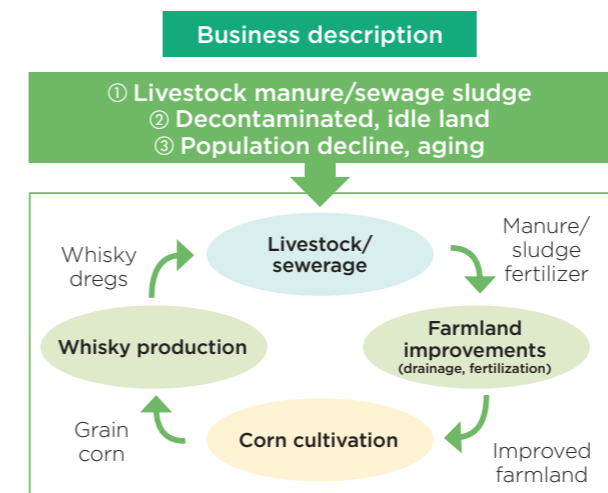 Business description
① Livestock manure/sewage sludge
② Decontaminated, idle land
③ Population decline, aging
Livestock/
sewerage
Manure/
sludge
fertilizer
Farmland
improvements
(drainage, fertilization)
Improved
farmland
Corn cultivation
Grain
corn
Whisky production
Whisky
dregs